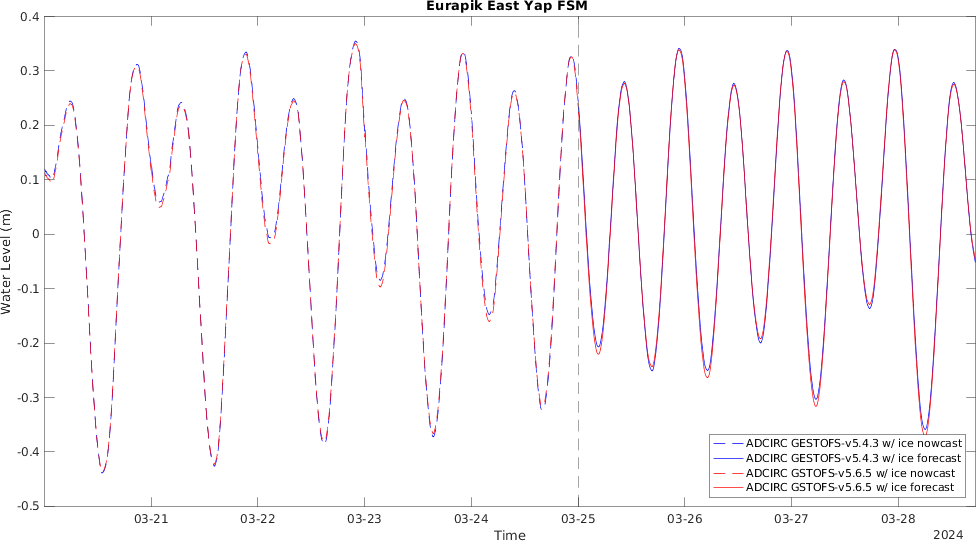 Eurapik East Yap FSM
0.4
0.3
0.2
0.1
0
-0.1
-0.2
-0.3
-0.4
-0.5
Water Level (m)
ADCIRC GESTOFS-v5.4.3 w/ ice nowcast
ADCIRC GESTOFS-v5.4.3 w/ ice forecast
ADCIRC GSTOFS-v5.6.5 w/ ice nowcast
ADCIRC GSTOFS-v5.6.5 w/ ice forecast
03-21 03-22 03-23 03-24 03-25 03-26 03-27 03-28
Time
2024